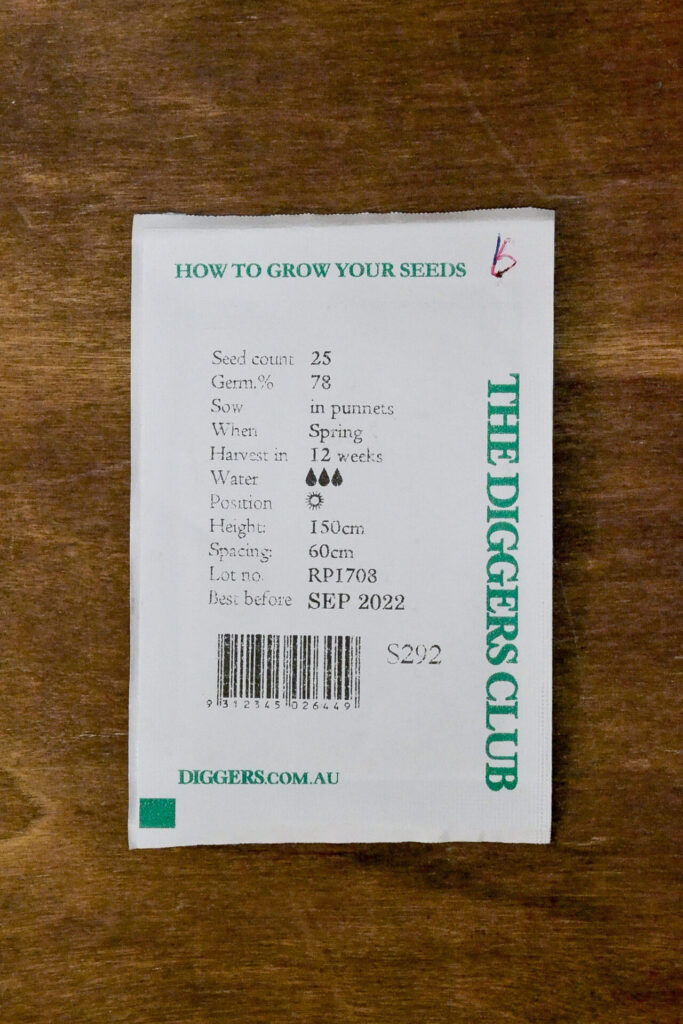 HOW TO GROW YOUR SEEDS
Seed count 25
Germ.% 78
Sow in punnets
When Spring
Harvest in 12 weeks
Water
Position
Height: 150cm
Spacing: 60cm
Lot no. RP1708
Best before SEP 2022
S292
9 312345 026449
DIGGERS.COM.AU
THE DIGGERS CLUB